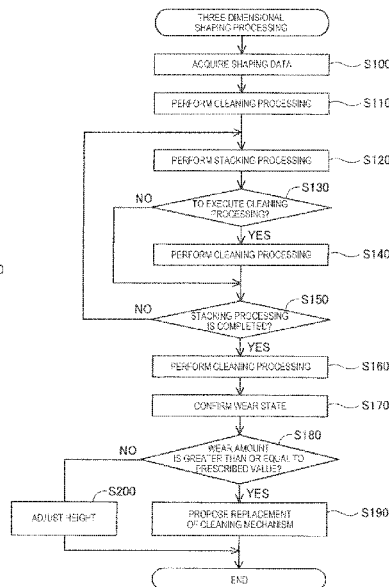 THREE-DIMENSIONAL
SHAPING PROCESSING
ACQUIRE SHAPING DATA
S100
PERFORM CLEANING PROCESSING
S110
PERFORM STACKING PROCESSING
S120
S130
NO
TO EXECUTE CLEANING
PROCESSING?
YES
PERFORM CLEANING PROCESSING
S140
S150
NO
STACKING PROCESSING
IS COMPLETED?
YES
PERFORM CLEANING PROCESSING
S160
CONFIRM WEAR STATE
S170
S180
NO
WEAR AMOUNT
IS GREATER THAN OR EQUAL TO
PRESCRIBED VALUE?
S200
YES
ADJUST HEIGHT
PROPOSE REPLACEMENT
OF CLEANING MECHANISM
S190
END